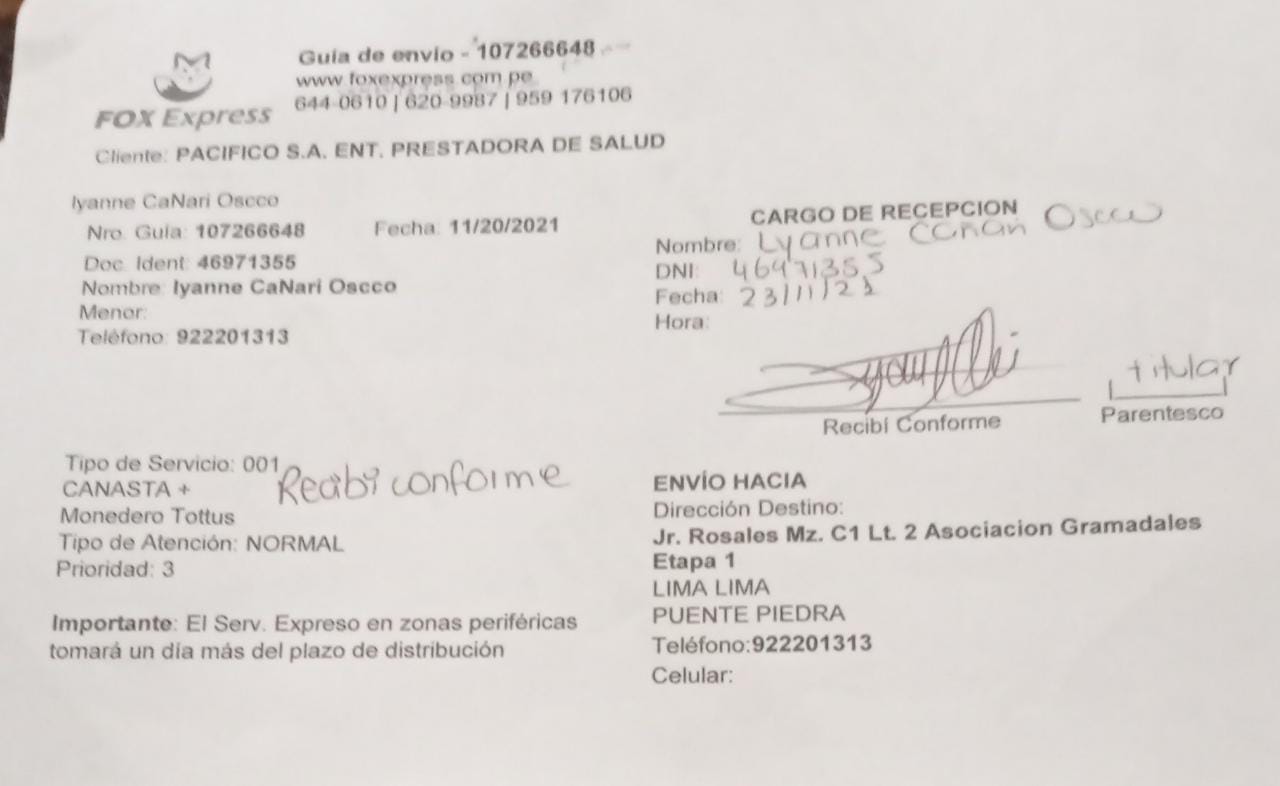 FOX Express
Guia de envio - 107266648
www.foxexpress.com.pe
644-0610 | 620-9987 | 959 176106
Cliente: PACIFICO S.A. ENT. PRESTADORA DE SALUD
Iyanne CaNari Oscco
Nro. Guia: 107266648 Fecha: 11/20/2021
Doc. Ident: 46971355
Nombre: Iyanne CaNari Oscco
Menor:
Teléfono: 922201313
CARGO DE RECEPCION
Nombre: Lyanne Cañari Oscco
DNI: 46971355
Fecha: 23/11/21
Hora:
titular
Recibí Conforme Parentesco
Tipo de Servicio: 001
CANASTA +
Monedero Tottus
Tipo de Atención: NORMAL
Prioridad: 3
Recibi conforme
Importante: El Serv. Expreso en zonas periféricas
tomará un día más del plazo de distribución
ENVÍO HACIA
Dirección Destino:
Jr. Rosales Mz. C1 Lt. 2 Asociacion Gramadales
Etapa 1
LIMA LIMA
PUENTE PIEDRA
Teléfono:922201313
Celular: